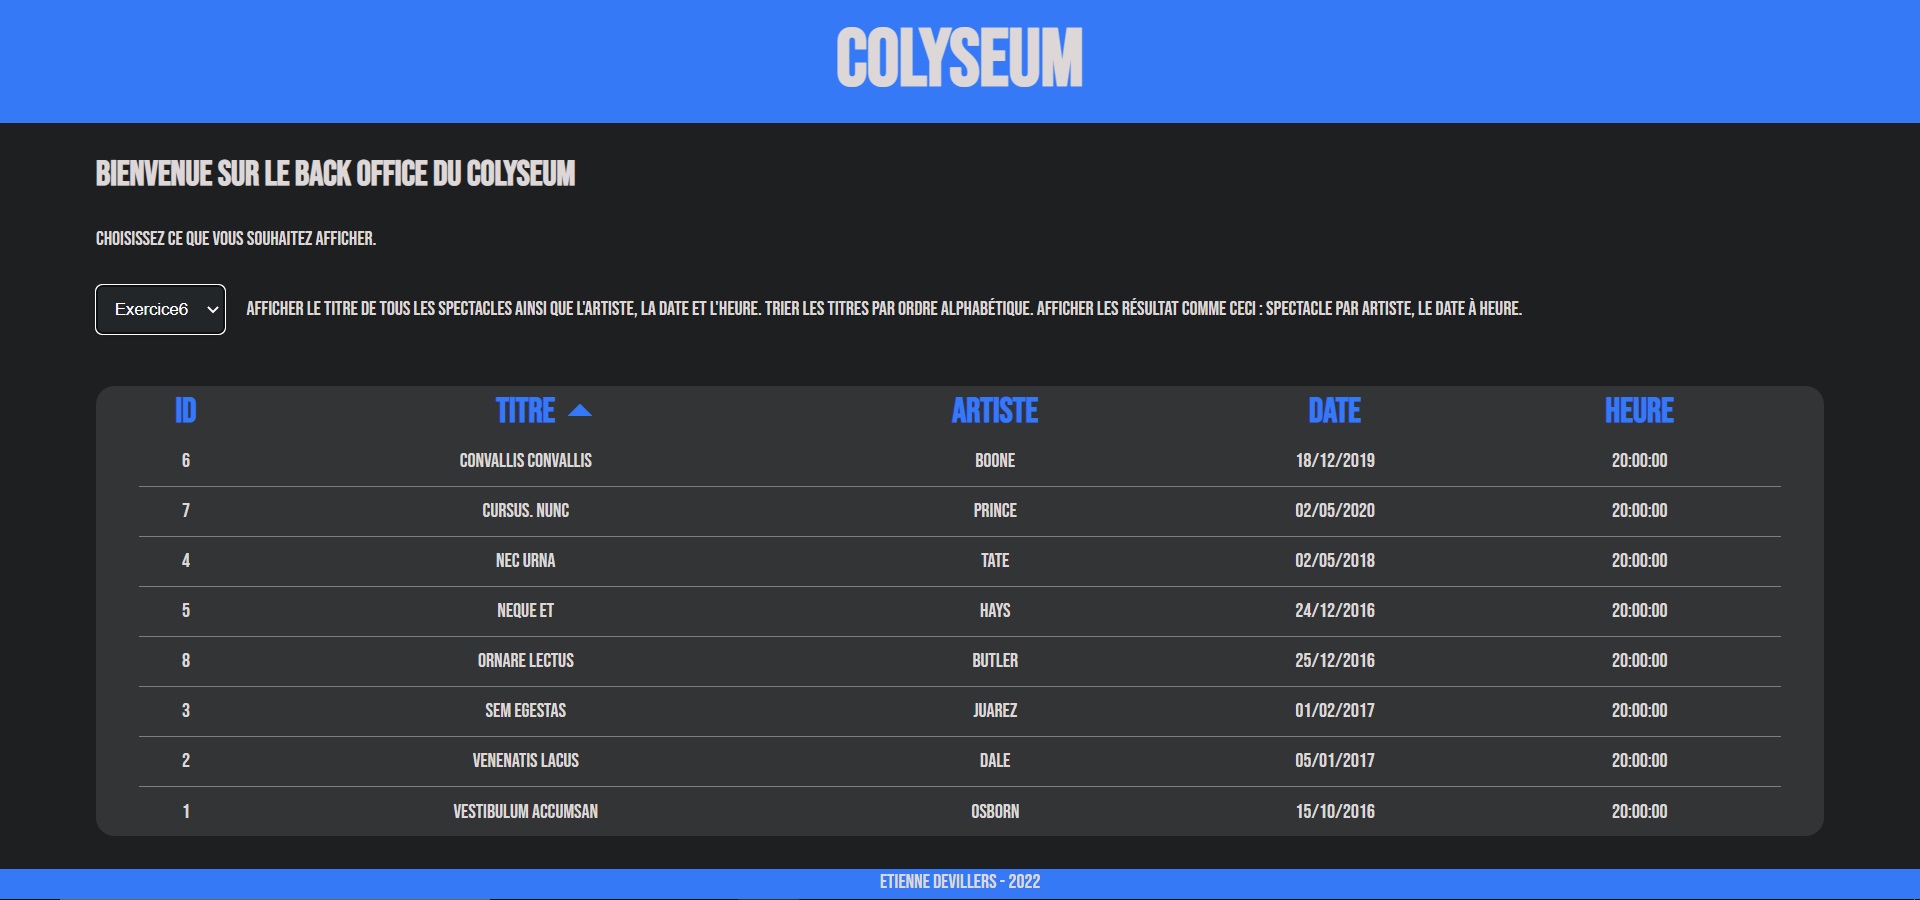 COLYSEUM
BIENVENUE SUR LE BACK OFFICE DU COLYSEUM
CHOISISSEZ CE QUE VOUS SOUHAITEZ AFFICHER.
Exercice6 AFFICHER LE TITRE DE TOUS LES SPECTACLES AINSI QUE L'ARTISTE, LA DATE ET L'HEURE. TRIER LES TITRES PAR ORDRE ALPHABÉTIQUE. AFFICHER LES RÉSULTAT COMME CECI : SPECTACLE PAR ARTISTE, LE DATE À HEURE.
ID TITRE ARTISTE DATE HEURE
6 CONVALLIS CONVALLIS BOONE 18/12/2019 20:00:00
7 CURSUS. NUNC PRINCE 02/05/2020 20:00:00
4 NEC URNA TATE 02/05/2018 20:00:00
5 NEQUE ET HAYS 24/12/2016 20:00:00
8 ORNARE LECTUS BUTLER 25/12/2016 20:00:00
3 SEM EGESTAS JUAREZ 01/02/2017 20:00:00
2 VENENATIS LACUS DALE 05/01/2017 20:00:00
1 VESTIBULUM ACCUMSAN OSBORN 15/10/2016 20:00:00
ETIENNE DEVILLERS - 2022